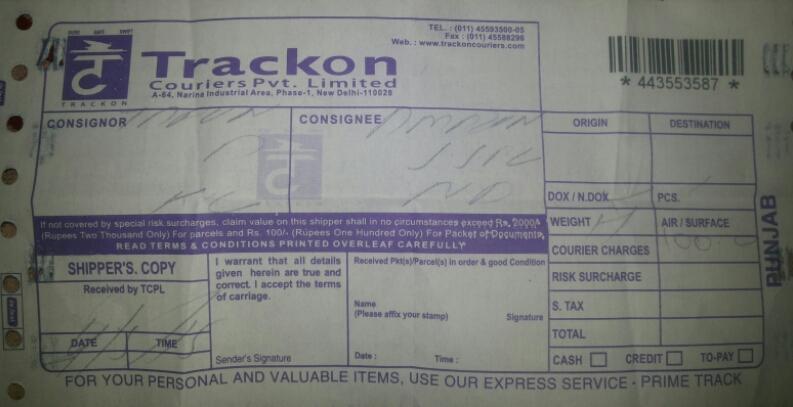 SURE SAFE SWIFT
TRACKON
Trackon
Couriers Pvt. Limited
A-64, Narina Industrial Area, Phase-1, New Delhi-110028
TEL. : (011) 45593500-05
Fax : (011) 45588296
Web. : www.trackoncouriers.com
* 443553587 *
CONSIGNOR
CONSIGNEE
ORIGIN
DESTINATION
DOX / N.DOX
PCS.
If not covered by special risk surcharges, claim value on this shipper shall in no circumstances exceed Rs. 2000/-
(Rupees Two Thousand Only) For parcels and Rs. 100/- (Rupees One Hundred Only) For Packet of Documents,
READ TERMS & CONDITIONS PRINTED OVERLEAF CAREFULLY
WEIGHT
AIR / SURFACE
COURIER CHARGES
RISK SURCHARGE
S. TAX
TOTAL
CASH
CREDIT
TO-PAY
PUNJAB
SHIPPER'S. COPY
Received by TCPL
DATE
TIME
I warrant that all details
given herein are true and
correct. I accept the terms
of carriage.
Sender's Signature
Received Pkt(s)/Parcel(s) in order & good Condition
Name
(Please affix your stamp)
Signature
Date :
Time :
FOR YOUR PERSONAL AND VALUABLE ITEMS, USE OUR EXPRESS SERVICE - PRIME TRACK